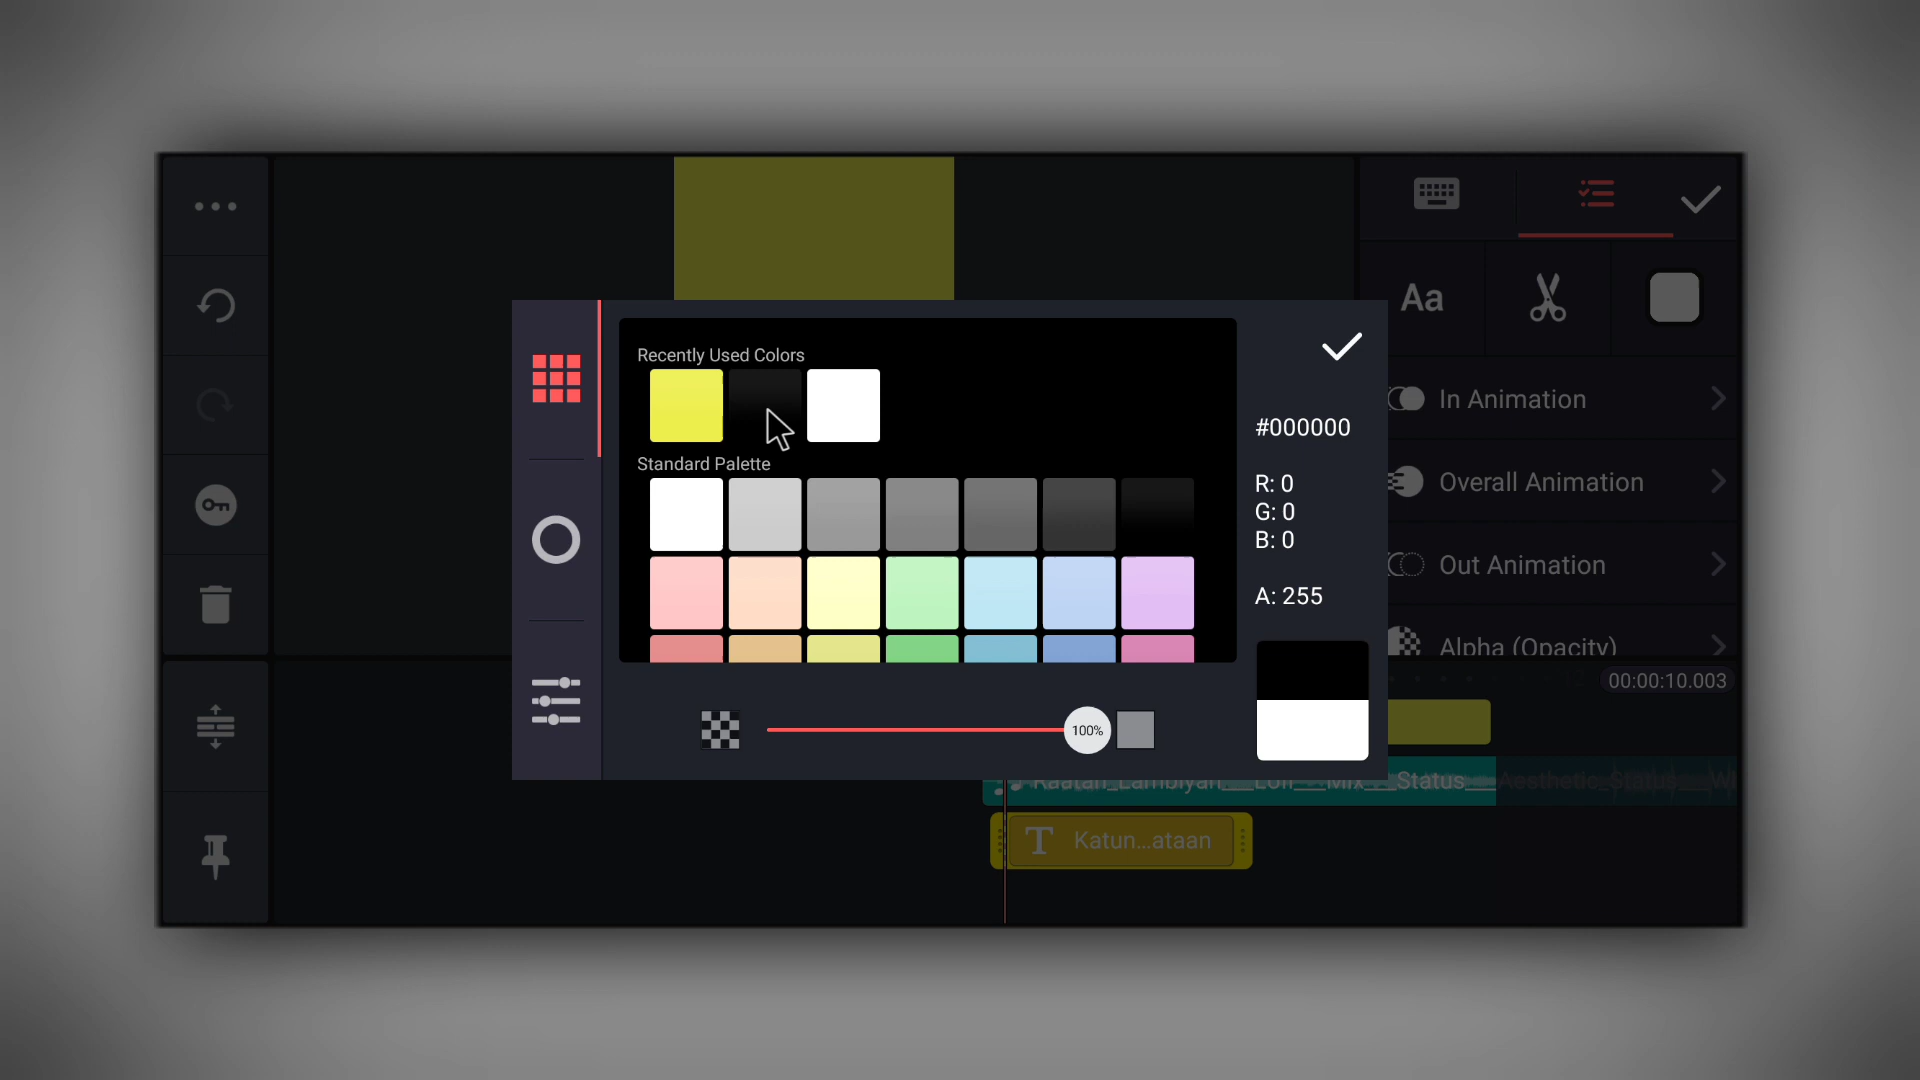 Recently Used Colors
Standard Palette
#000000
R: 0
G: 0
B: 0
A: 255
100%
Aa
In Animation
Overall Animation
Out Animation
Alpha (Opacity)
00:00:10.003
Raatan_Lambiyan___Lofi___Mix___Status___Aesthetic_Status
T Katun...ataan